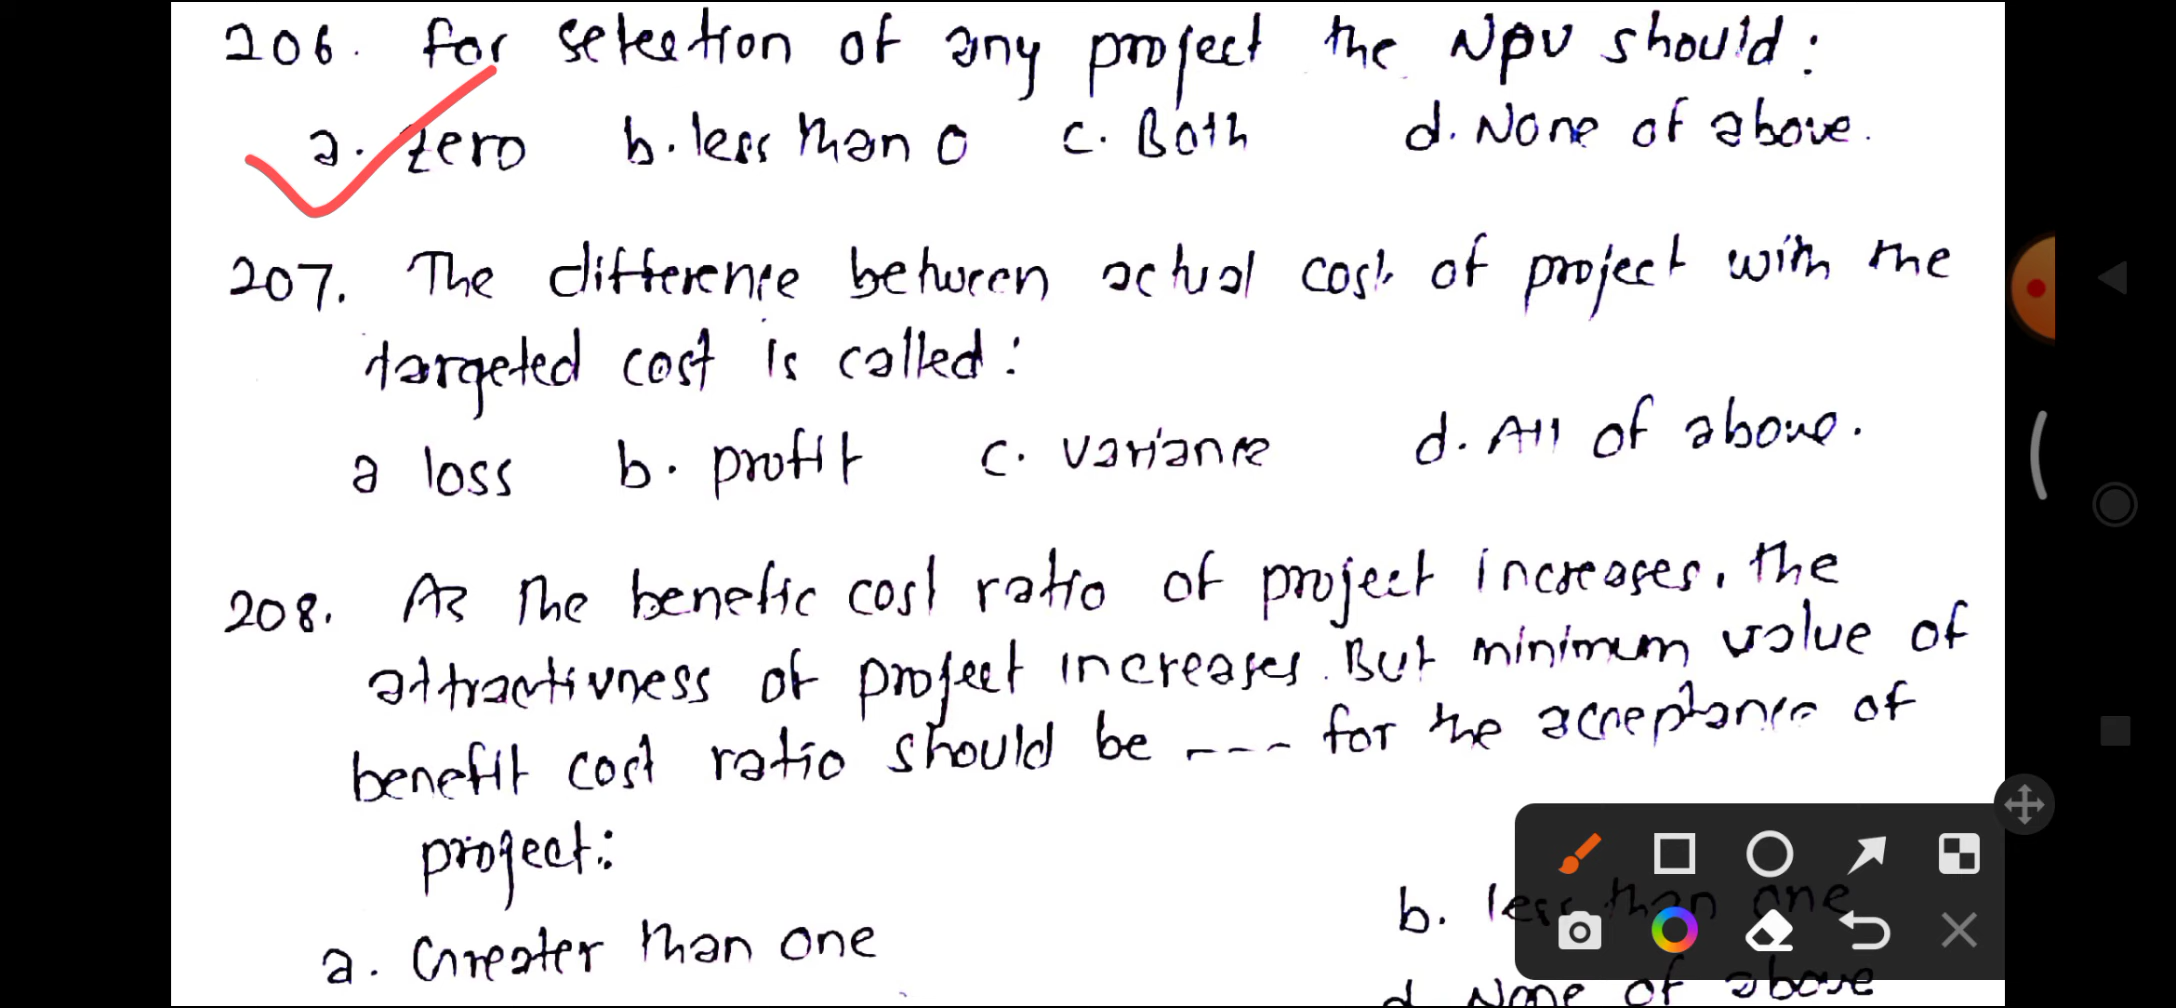 206. for selection of any project the NPV should:
a. zero b. less than 0 c. Both d. None of above.
207. The difference between actual cost of project with the
targeted cost is called:
a loss b. profit c. variance d. All of above.
208. As the benefic cost ratio of project increases, the
attractivness of project increases. But minimum value of
benefit cost ratio should be --- for the acceptance of
project:
a. Greater than one b. less than one
d None of above